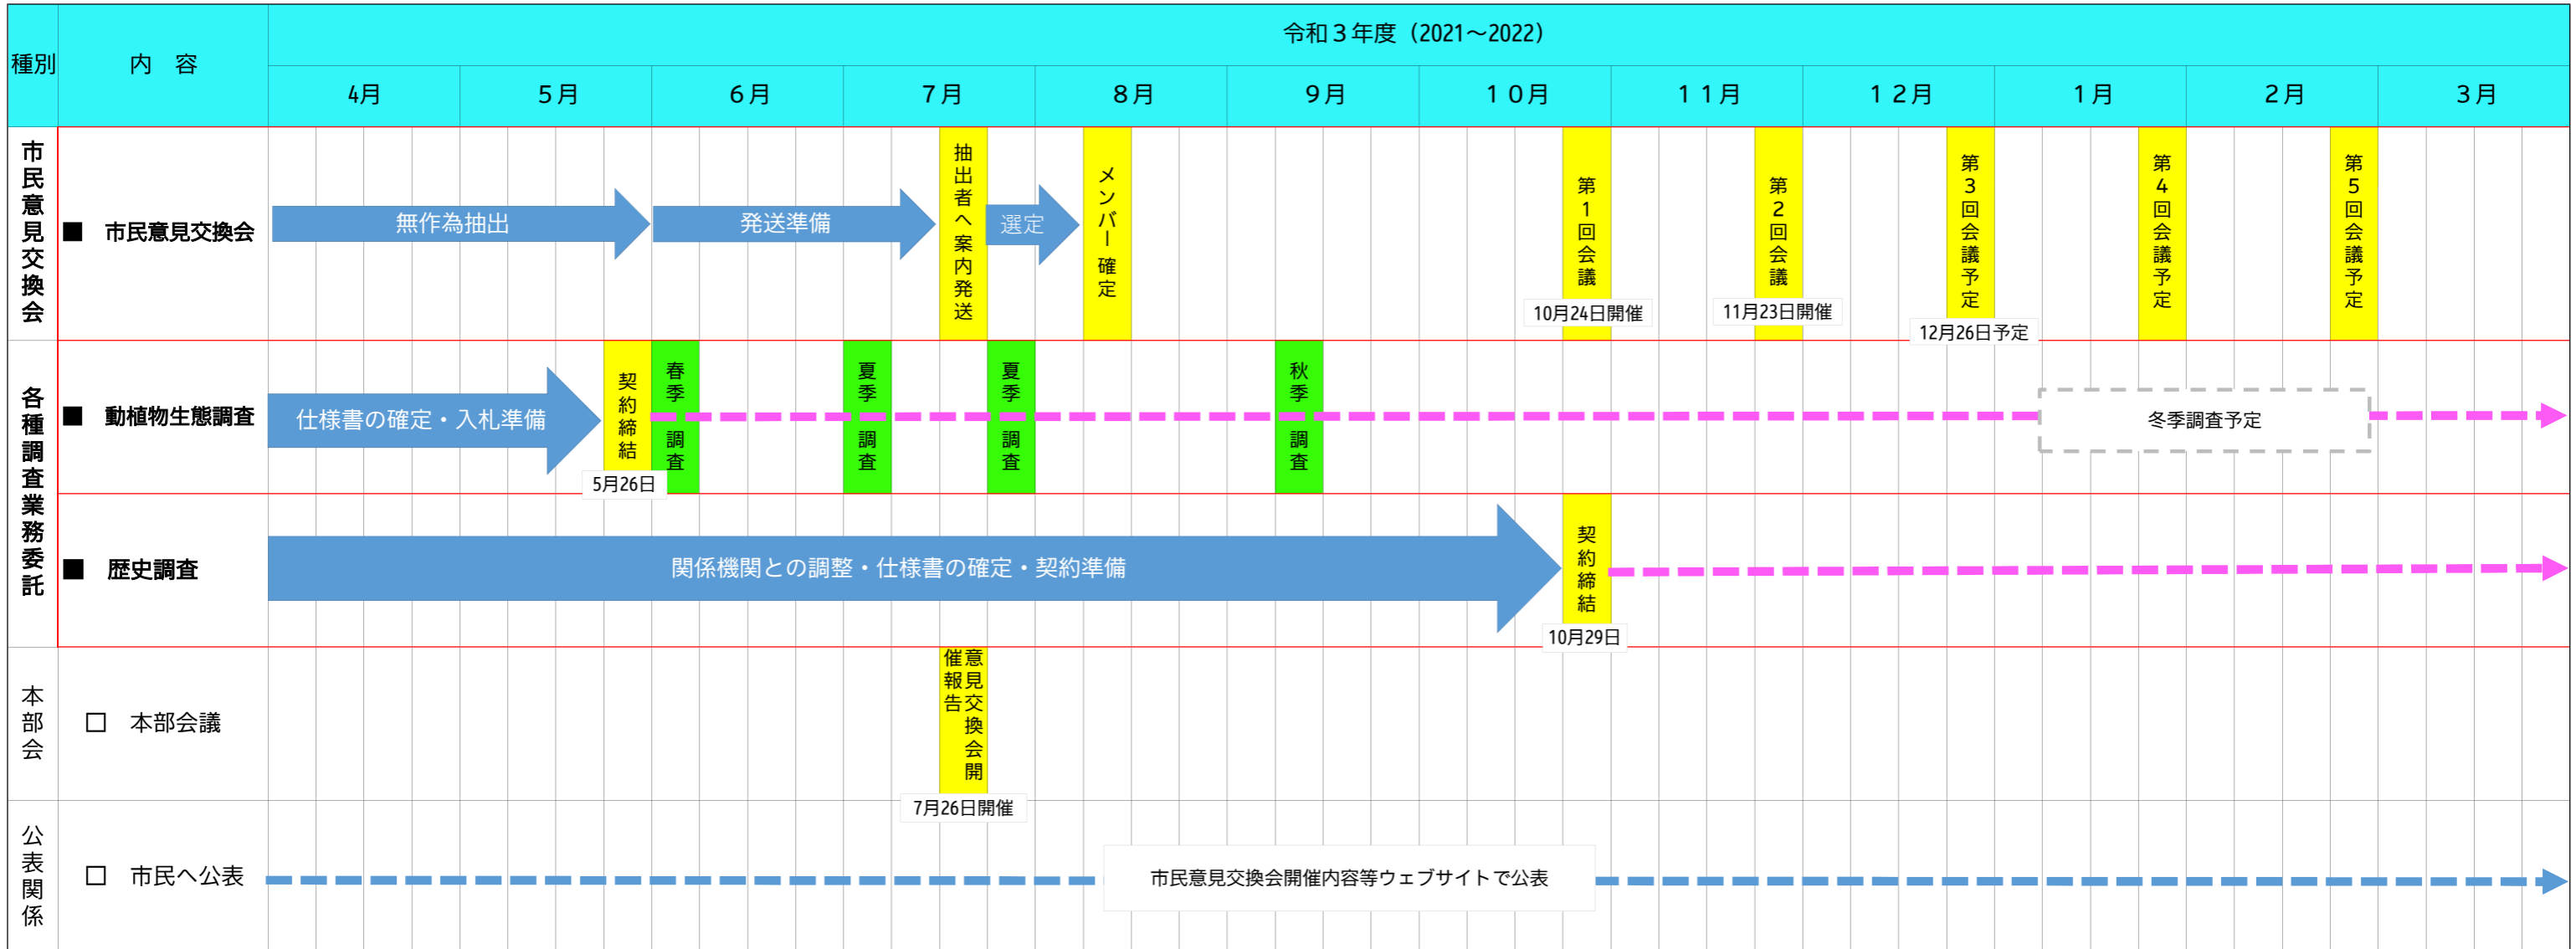 種別
内　容
令和３年度（2021～2022）
4月
５月
６月
７月
８月
９月
１０月
１１月
１２月
１月
２月
３月
市民意見交換会
■　市民意見交換会
無作為抽出
発送準備
抽出者へ案内発送
選定
メンバー確定
第1回会議
10月24日開催
第2回会議
11月23日開催
第3回会議予定
12月26日予定
第4回会議予定
第5回会議予定
各種調査業務委託
■　動植物生態調査
仕様書の確定・入札準備
契約締結
5月26日
春季　調査
夏季　調査
夏季　調査
秋季　調査
冬季調査予定
■　歴史調査
関係機関との調整・仕様書の確定・契約準備
契約締結
10月29日
本部会
□　本部会議
意見交換会開
催報告
7月26日開催
公表関係
□　市民へ公表
市民意見交換会開催内容等ウェブサイトで公表